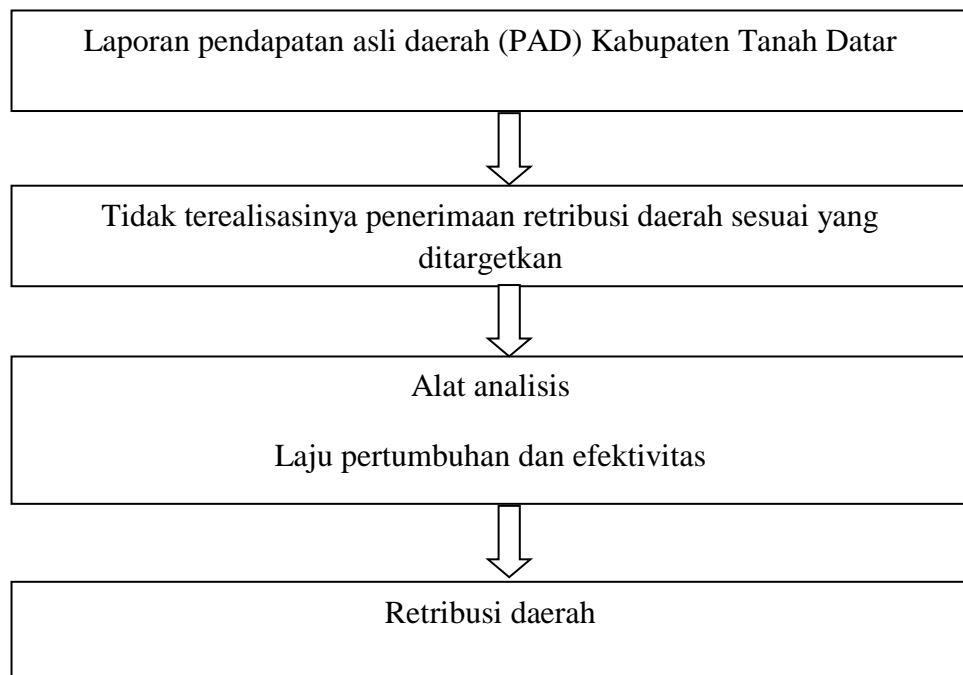 Laporan pendapatan asli daerah (PAD) Kabupaten Tanah Datar
Tidak terealisasinya penerimaan retribusi daerah sesuai yang
ditargetkan
Alat analisis
Laju pertumbuhan dan efektivitas
Retribusi daerah